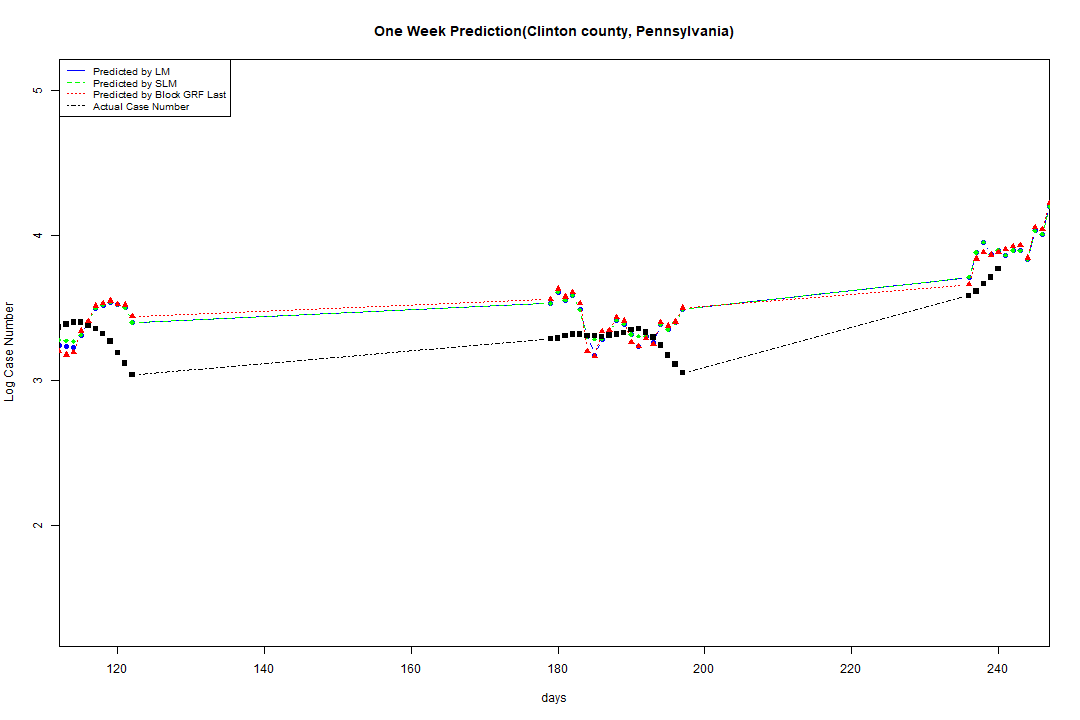 One Week Prediction(Clinton county, Pennsylvania)
Predicted by LM
Predicted by SLM
Predicted by Block GRF Last
Actual Case Number
5
4
3
2
Log Case Number
120 140 160 180 200 220 240
days